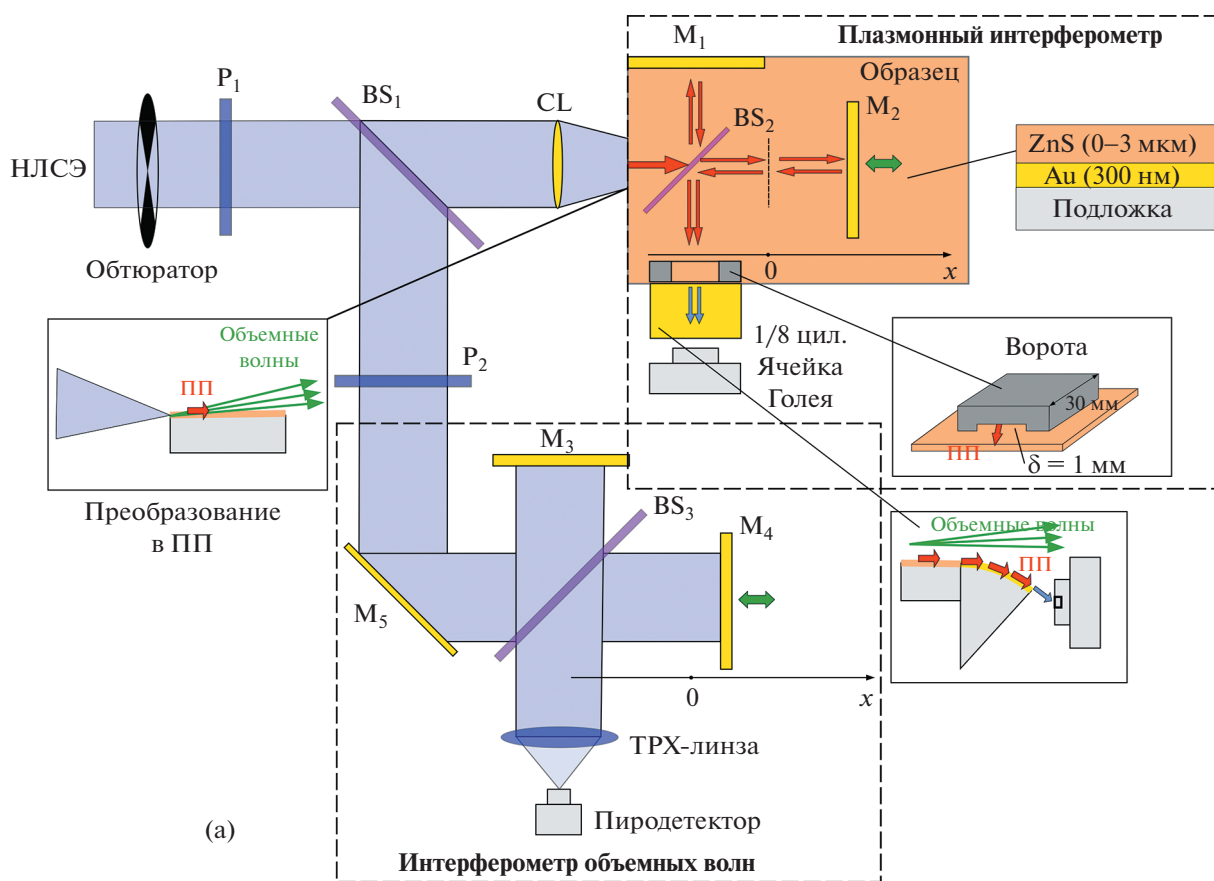 Плазмонный интерферометр
M₁
Образец
P₁
BS₁
CL
BS₂
M₂
НЛСЭ
ZnS (0–3 мкм)
Au (300 нм)
Подложка
Обтюратор
0
x
Объемные
волны
ПП
P₂
1/8 цил.
Ячейка
Голея
Ворота
30 мм
ПП
δ = 1 мм
Преобразование
в ПП
M₃
BS₃
M₄
Объемные волны
ПП
M₅
0
x
ТРХ-линза
Пиродетектор
(а)
Интерферометр объемных волн